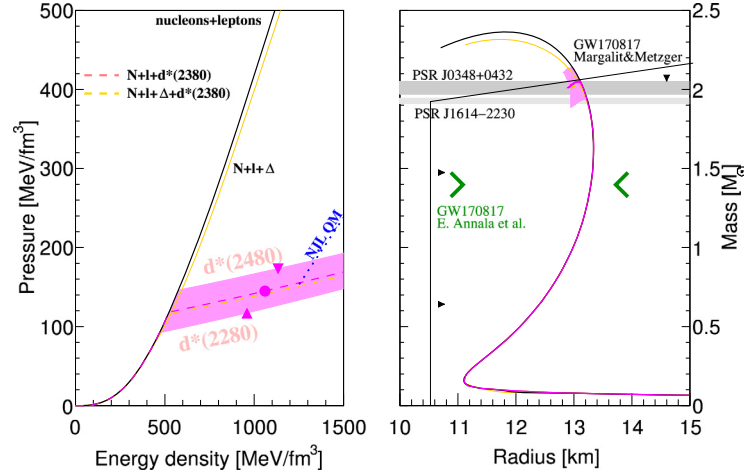 nucleons+leptons
N+l+d*(2380)
N+l+Δ+d*(2380)
N+l+Δ
NJL QM
d*(2480)
d*(2280)
Pressure [MeV/fm³]
500
400
300
200
100
0
0 500 1000 1500
Energy density [MeV/fm³]
GW170817
Margalit&Metzger
PSR J0348+0432
PSR J1614−2230
GW170817
E. Annala et al.
2.5
2
1.5
1
0.5
0
Mass [M
10 11 12 13 14 15
Radius [km]